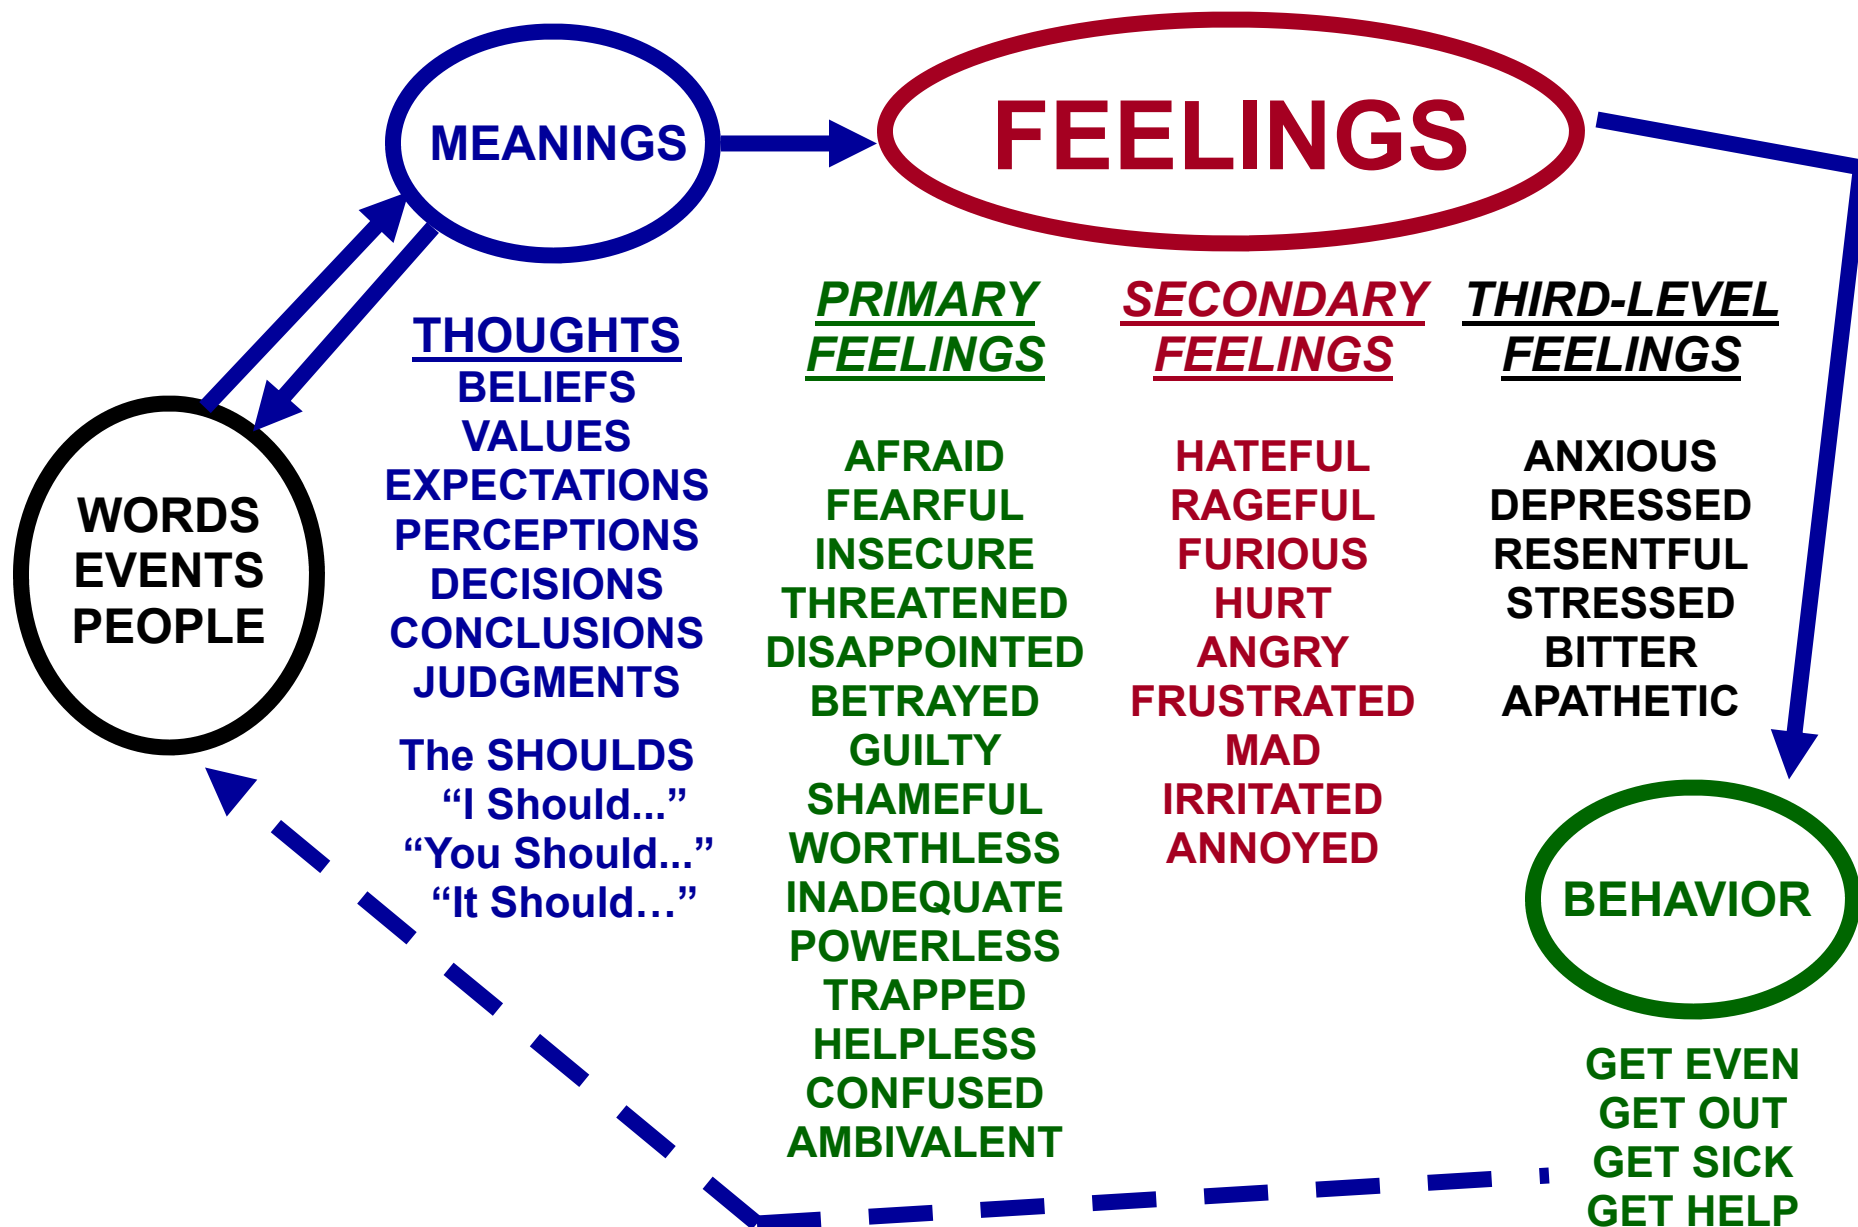 MEANINGS
FEELINGS
WORDS
EVENTS
PEOPLE
THOUGHTS
BELIEFS
VALUES
EXPECTATIONS
PERCEPTIONS
DECISIONS
CONCLUSIONS
JUDGMENTS
The SHOULDS
“I Should...”
“You Should...”
“It Should…”
PRIMARY
FEELINGS
AFRAID
FEARFUL
INSECURE
THREATENED
DISAPPOINTED
BETRAYED
GUILTY
SHAMEFUL
WORTHLESS
INADEQUATE
POWERLESS
TRAPPED
HELPLESS
CONFUSED
AMBIVALENT
SECONDARY
FEELINGS
HATEFUL
RAGEFUL
FURIOUS
HURT
ANGRY
FRUSTRATED
MAD
IRRITATED
ANNOYED
THIRD-LEVEL
FEELINGS
ANXIOUS
DEPRESSED
RESENTFUL
STRESSED
BITTER
APATHETIC
BEHAVIOR
GET EVEN
GET OUT
GET SICK
GET HELP